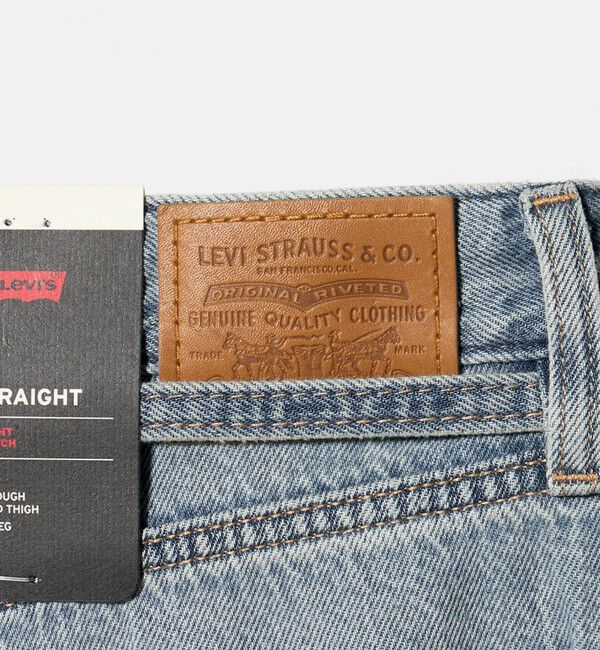 Levi's
RAIGHT
HT
TCH
OUGH
D THIGH
EG
LEVI STRAUSS & CO.
SAN FRANCISCO, CAL.
ORIGINAL RIVETED
GENUINE QUALITY CLOTHING
TRADE MARK